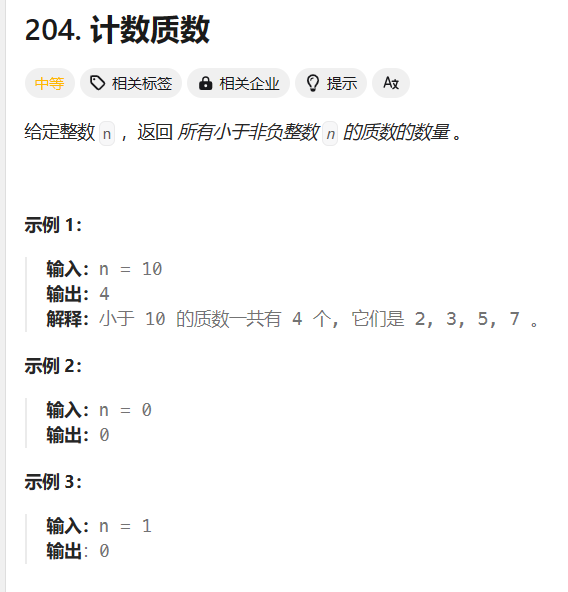 204. 计数质数
中等 相关标签 相关企业 提示
给定整数 n ，返回 所有小于非负整数 n 的质数的数量 。
示例 1：
输入：n = 10
输出：4
解释：小于 10 的质数一共有 4 个, 它们是 2, 3, 5, 7 。
示例 2：
输入：n = 0
输出：0
示例 3：
输入：n = 1
输出：0